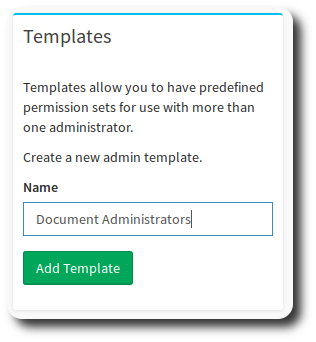 Templates
Templates allow you to have predefined
permission sets for use with more than
one administrator.
Create a new admin template.
Name
Document Administrators
Add Template